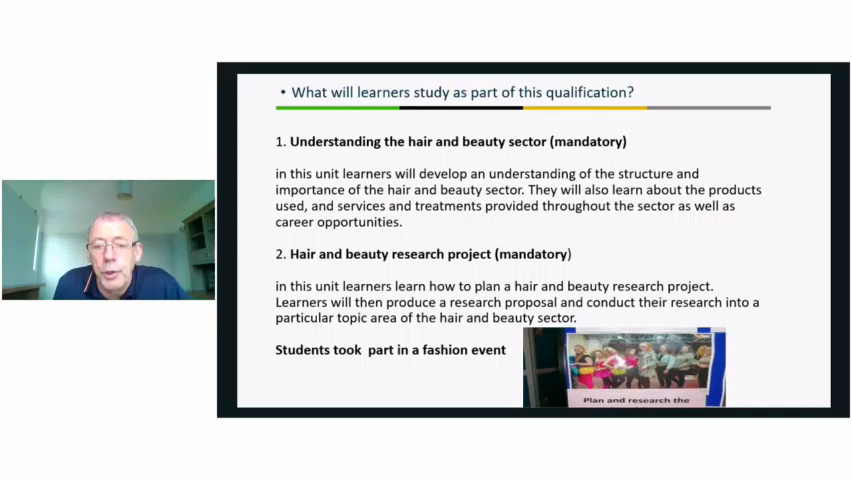 • What will learners study as part of this qualification?
1. Understanding the hair and beauty sector (mandatory)
in this unit learners will develop an understanding of the structure and
importance of the hair and beauty sector. They will also learn about the products
used, and services and treatments provided throughout the sector as well as
career opportunities.
2. Hair and beauty research project (mandatory)
in this unit learners learn how to plan a hair and beauty research project.
Learners will then produce a research proposal and conduct their research into a
particular topic area of the hair and beauty sector.
Students took part in a fashion event
Plan and research the